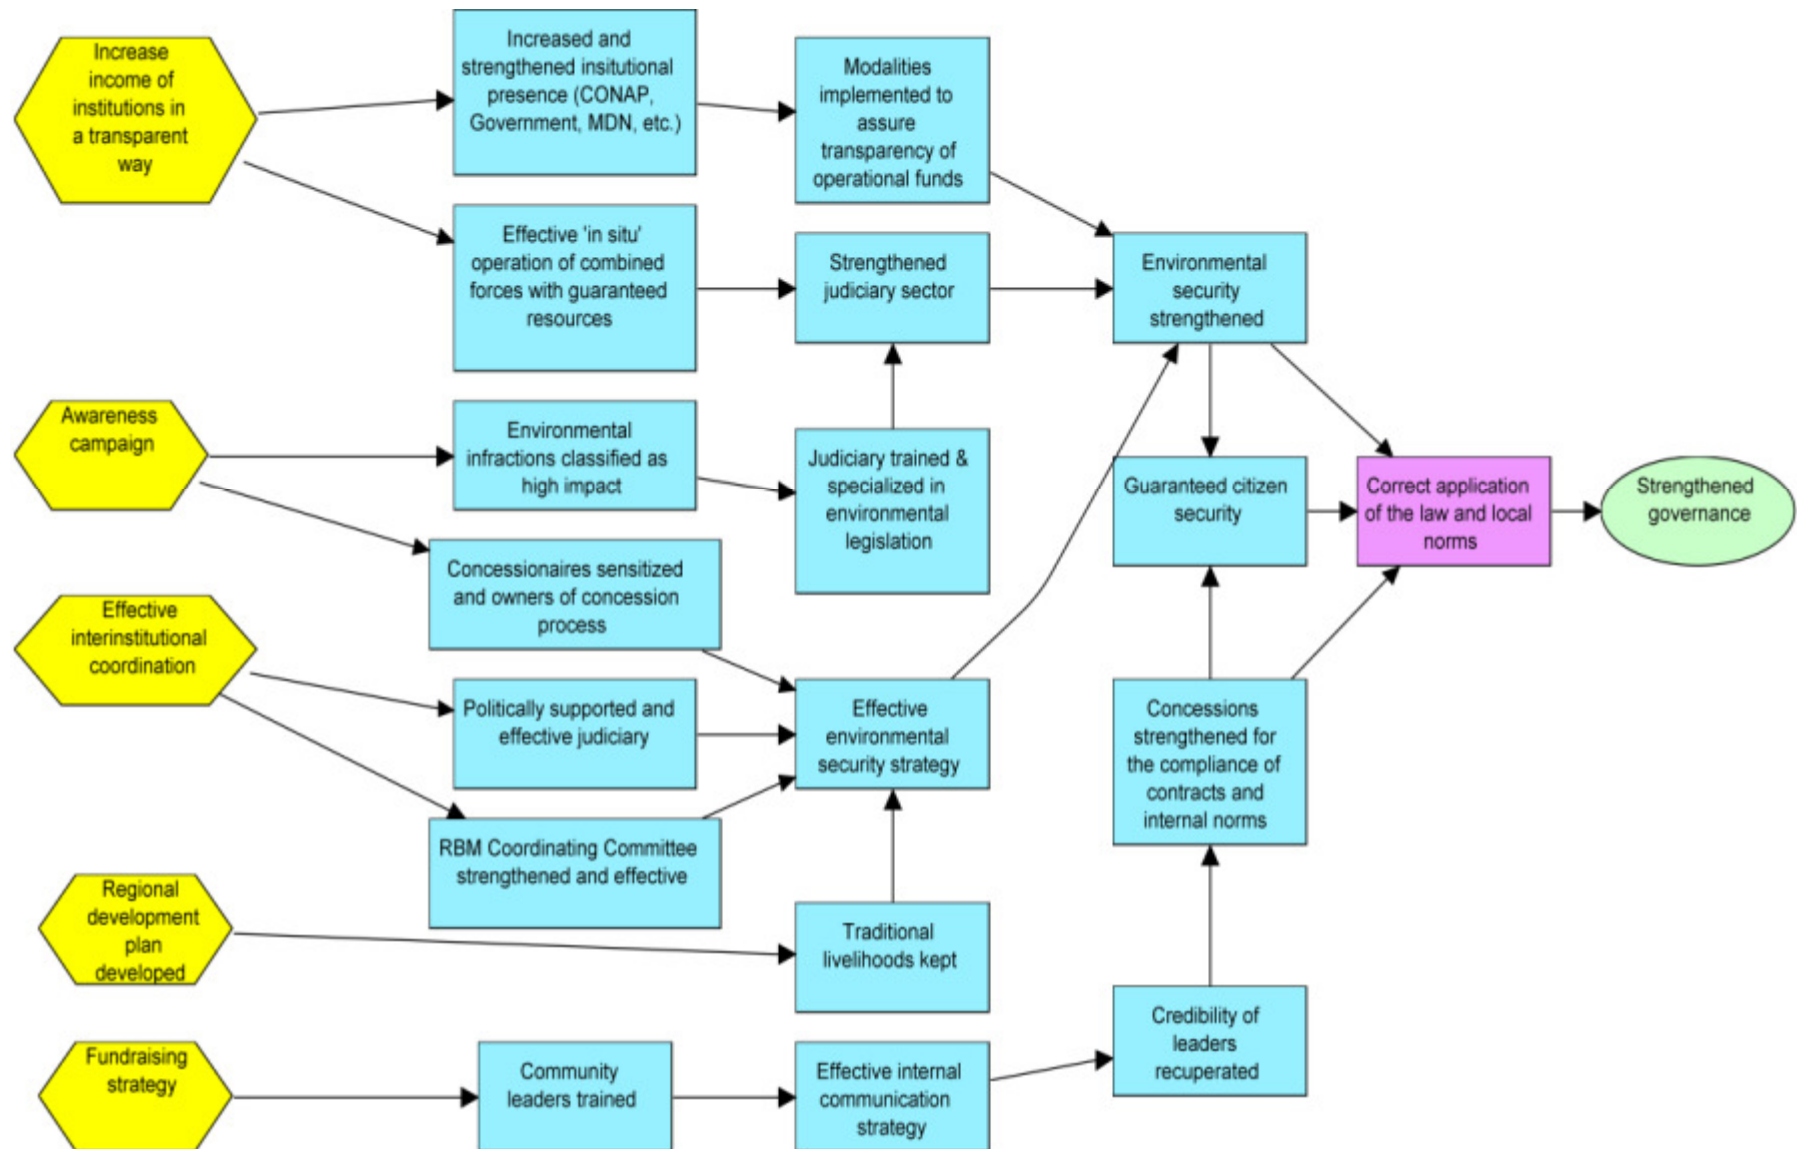 Increase
income of
institutions in
a transparent
way
Increased and
strengthened insitutional
presence (CONAP,
Government, MDN, etc.)
Modalities
implemented to
assure
transparency of
operational funds
Effective 'in situ'
operation of combined
forces with guaranteed
resources
Strengthened
judiciary sector
Environmental
security
strengthened
Awareness
campaign
Environmental
infractions classified as
high impact
Judiciary trained &
specialized in
environmental
legislation
Guaranteed citizen
security
Correct application
of the law and local
norms
Strengthened
governance
Concessionaires sensitized
and owners of concession
process
Effective
interinstitutional
coordination
Politically supported and
effective judiciary
Effective
environmental
security strategy
Concessions
strengthened for
the compliance of
contracts and
internal norms
RBM Coordinating Committee
strengthened and effective
Regional
development
plan
developed
Traditional
livelihoods kept
Credibility of
leaders
recuperated
Fundraising
strategy
Community
leaders trained
Effective internal
communication
strategy